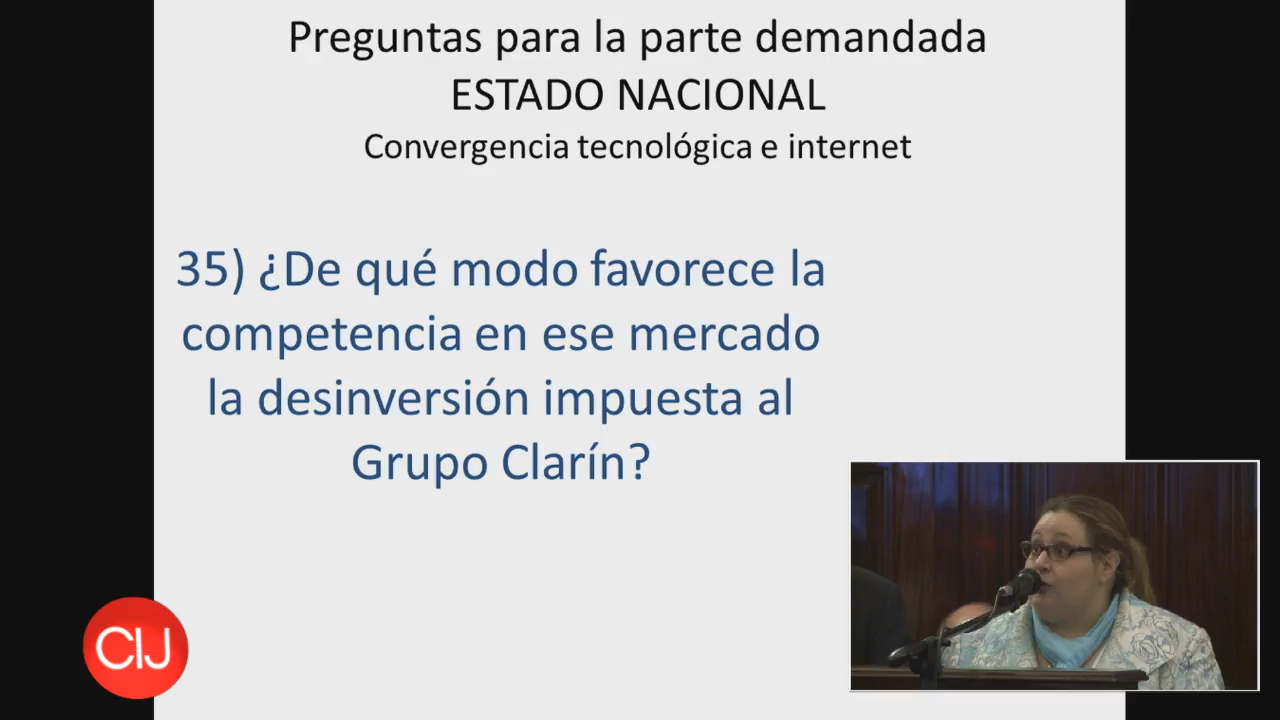 Preguntas para la parte demandada
ESTADO NACIONAL
Convergencia tecnológica e internet
35) ¿De qué modo favorece la
competencia en ese mercado
la desinversión impuesta al
Grupo Clarín?
CIJ